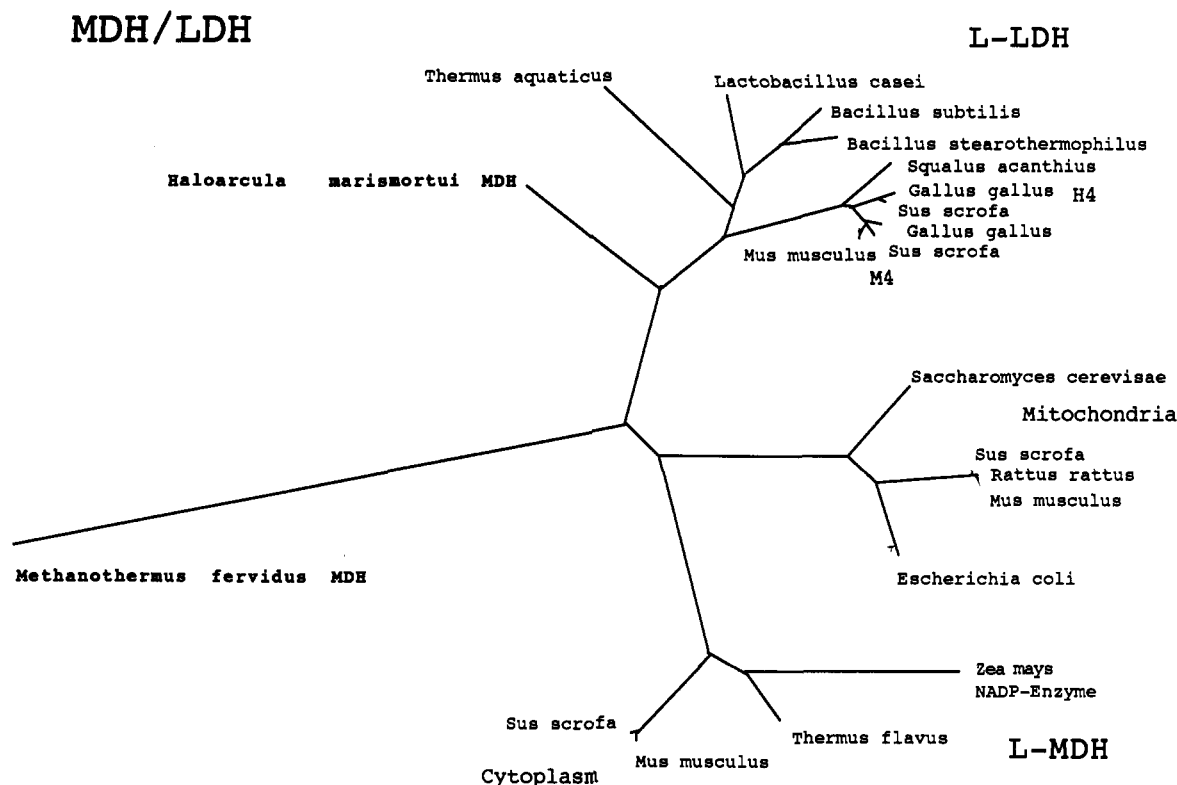 MDH/LDH
L-LDH
Thermus aquaticus
Lactobacillus casei
Bacillus subtilis
Bacillus stearothermophilus
Squalus acanthius
Haloarcula marismortui MDH
Gallus gallus H4
Sus scrofa
Gallus gallus
Mus musculus Sus scrofa
M4
Saccharomyces cerevisae
Mitochondria
Sus scrofa
Rattus rattus
Mus musculus
Methanothermus fervidus MDH
Escherichia coli
Zea mays
NADP-Enzyme
Sus scrofa
Thermus flavus
L-MDH
Mus musculus
Cytoplasm